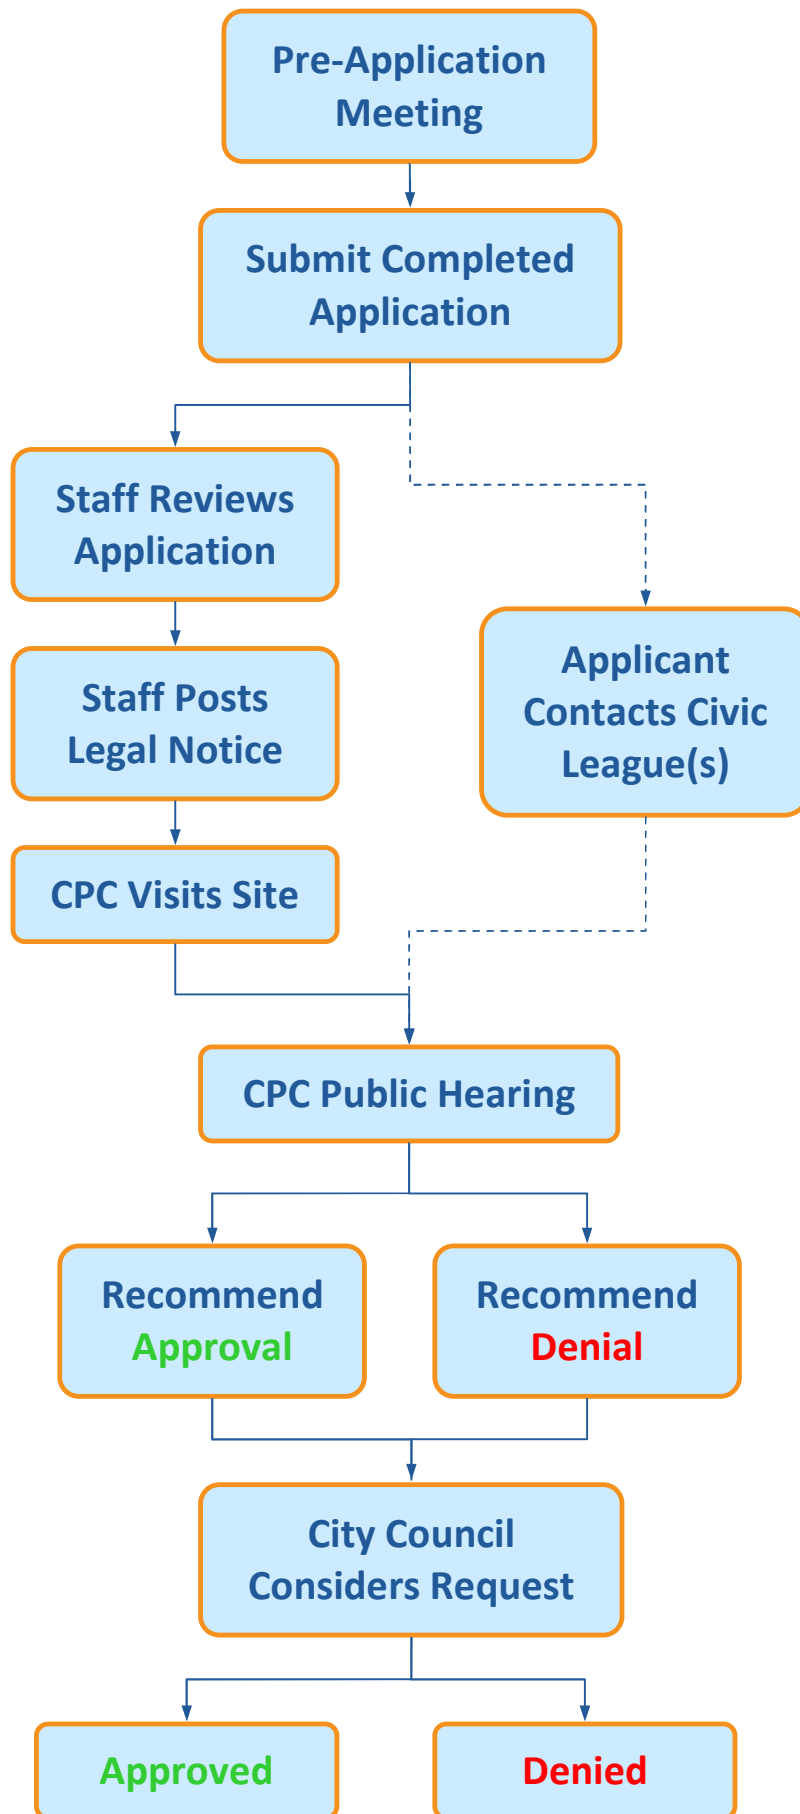 Pre-Application
Meeting
Submit Completed
Application
Staff Reviews
Application
Staff Posts
Legal Notice
Applicant
Contacts Civic
League(s)
CPC Visits Site
CPC Public Hearing
Recommend
Approval
Recommend
Denial
City Council
Considers Request
Approved
Denied